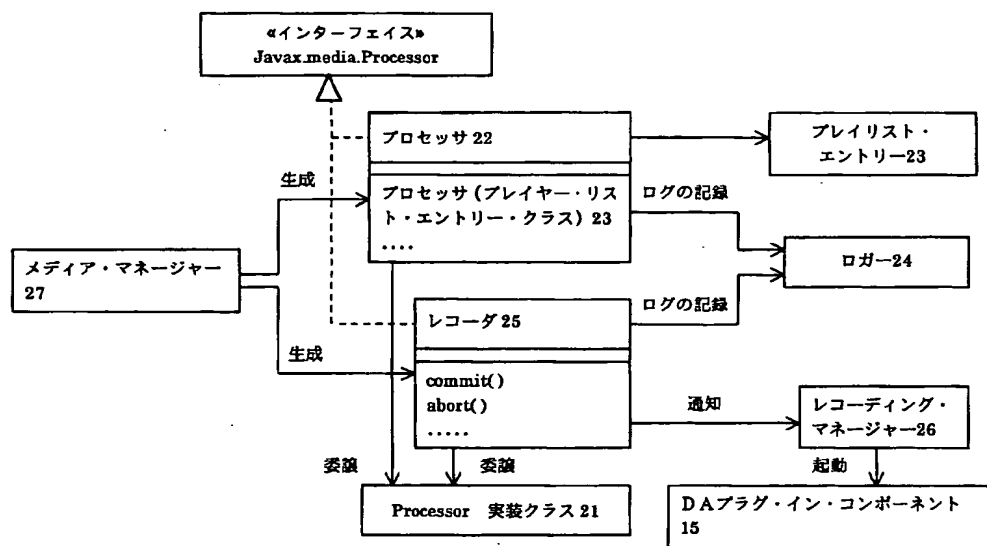 «インターフェイス»
Javax.media.Processor
プロセッサ 22
プレイリスト・
エントリー23
生成
プロセッサ (プレイヤー・リス
ト・エントリー・クラス) 23
....
ログの記録
メディア・マネージャー
27
ロガー24
レコーダ 25
ログの記録
生成
commit()
abort()
.....
通知
レコーディング・
マネージャー26
委譲
委譲
起動
Processor 実装クラス 21
DAプラグ・イン・コンポーネント
15